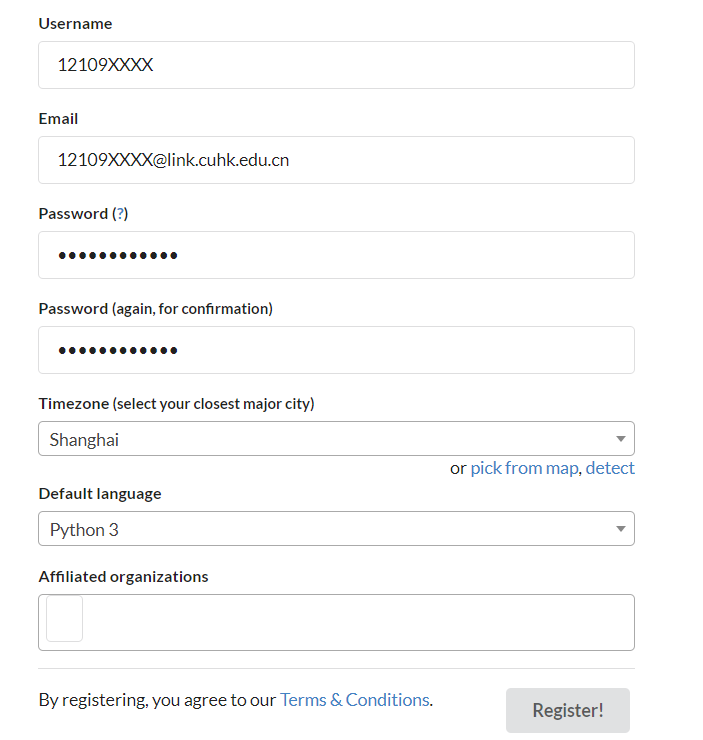 Username
12109XXXX
Email
12109XXXX@link.cuhk.edu.cn
Password (?)
••••••••••••
Password (again, for confirmation)
••••••••••••
Timezone (select your closest major city)
Shanghai
or pick from map, detect
Default language
Python 3
Affiliated organizations
By registering, you agree to our Terms & Conditions.
Register!